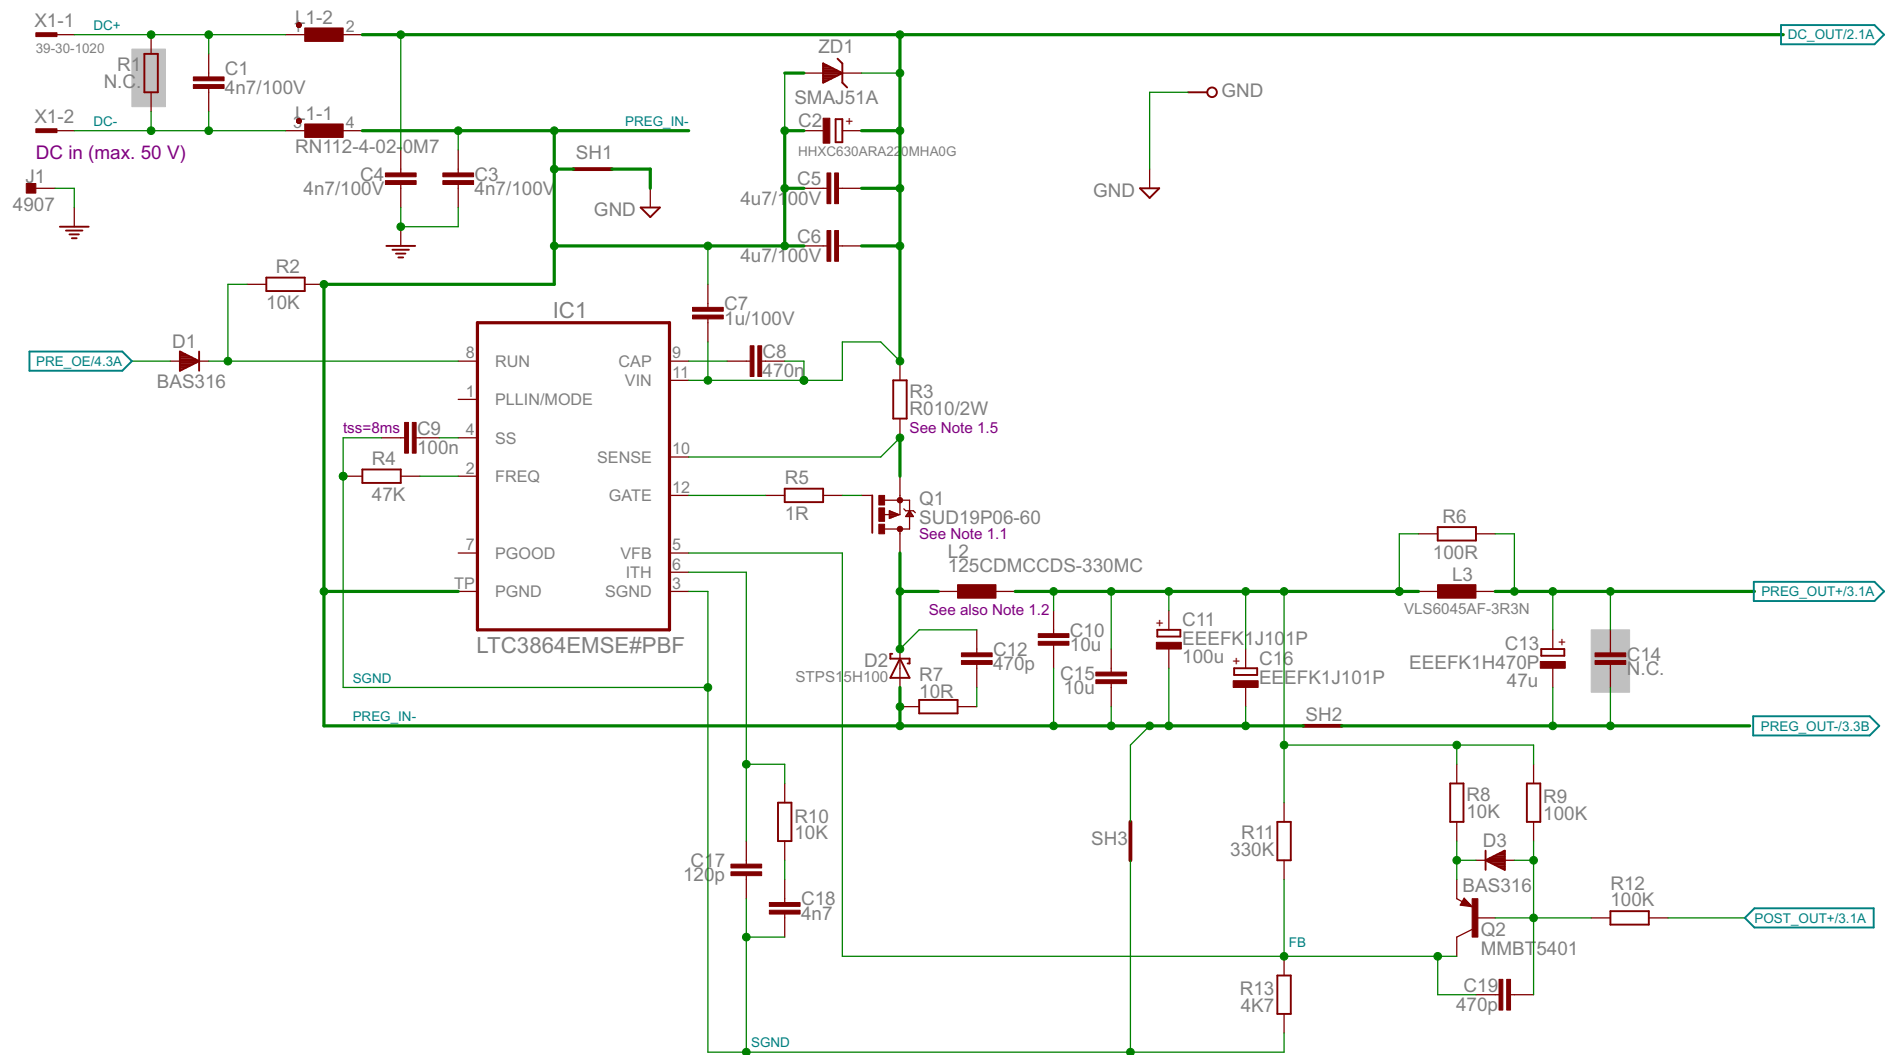 X1-1
DC+
39-30-1020
R1
N.C.
C1
4n7/100V
L1-2
1
2
X1-2
DC-
L1-1
3
4
RN112-4-02-0M7
PREG_IN-
DC in (max. 50 V)
J1
4907
C4
4n7/100V
C3
4n7/100V
SH1
GND
ZD1
SMAJ51A
C2
+
HHXC630ARA220MHA0G
C5
4u7/100V
C6
4u7/100V
GND
GND
DC_OUT/2.1A
R2
10K
PRE_OE/4.3A
D1
BAS316
IC1
8
RUN
1
PLLIN/MODE
4
SS
2
FREQ
7
PGOOD
TP
PGND
CAP
9
VIN
11
SENSE
10
GATE
12
VFB
5
ITH
6
SGND
3
LTC3864EMSE#PBF
tss=8ms
C9
100n
R4
47K
C7
1u/100V
C8
470n
R3
R010/2W
See Note 1.5
R5
1R
Q1
SUD19P06-60
See Note 1.1
L2
125CDMCCDS-330MC
See also Note 1.2
D2
STPS15H100
R7
10R
C12
470p
C10
10u
C15
10u
+
C11
EEEFK1J101P
100u
+
C16
EEEFK1J101P
R6
100R
L3
VLS6045AF-3R3N
+
C13
EEEFK1H470P
47u
C14
N.C.
PREG_OUT+/3.1A
SGND
PREG_IN-
SH2
PREG_OUT-/3.3B
R10
10K
C17
120p
C18
4n7
SH3
R11
330K
R8
10K
R9
100K
D3
BAS316
R12
100K
POST_OUT+/3.1A
Q2
MMBT5401
FB
R13
4K7
C19
470p
SGND